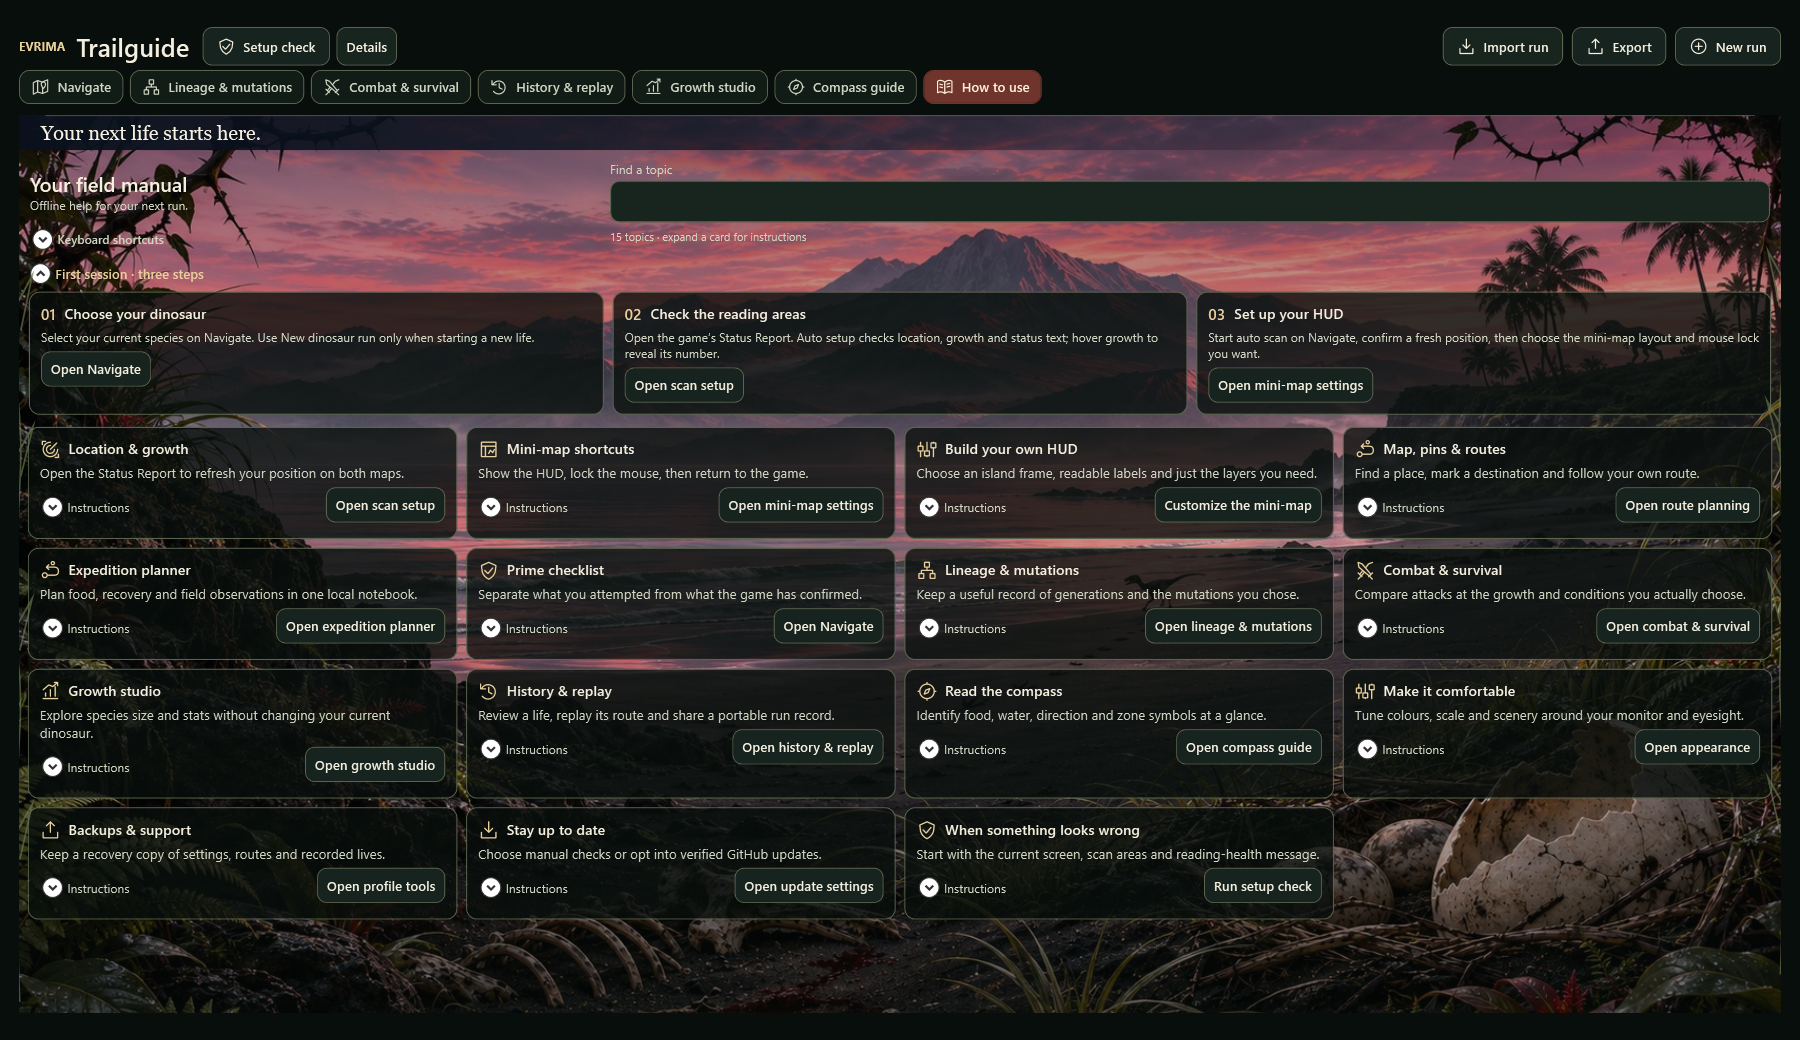 EVRIMA Trailguide Setup check Details Import run Export New run
Navigate Lineage & mutations Combat & survival History & replay Growth studio Compass guide How to use
Your next life starts here.
Your field manual
Offline help for your next run.
Find a topic
Keyboard shortcuts
15 topics · expand a card for instructions
First session · three steps
01 Choose your dinosaur
Select your current species on Navigate. Use New dinosaur run only when starting a new life.
Open Navigate
02 Check the reading areas
Open the game's Status Report. Auto setup checks location, growth and status text; hover growth to
reveal its number.
Open scan setup
03 Set up your HUD
Start auto scan on Navigate, confirm a fresh position, then choose the mini-map layout and mouse lock
you want.
Open mini-map settings
Location & growth
Open the Status Report to refresh your position on both maps.
Instructions Open scan setup
Mini-map shortcuts
Show the HUD, lock the mouse, then return to the game.
Instructions Open mini-map settings
Build your own HUD
Choose an island frame, readable labels and just the layers you need.
Instructions Customize the mini-map
Map, pins & routes
Find a place, mark a destination and follow your own route.
Instructions Open route planning
Expedition planner
Plan food, recovery and field observations in one local notebook.
Instructions Open expedition planner
Prime checklist
Separate what you attempted from what the game has confirmed.
Instructions Open Navigate
Lineage & mutations
Keep a useful record of generations and the mutations you chose.
Instructions Open lineage & mutations
Combat & survival
Compare attacks at the growth and conditions you actually choose.
Instructions Open combat & survival
Growth studio
Explore species size and stats without changing your current
dinosaur.
Instructions Open growth studio
History & replay
Review a life, replay its route and share a portable run record.
Instructions Open history & replay
Read the compass
Identify food, water, direction and zone symbols at a glance.
Instructions Open compass guide
Make it comfortable
Tune colours, scale and scenery around your monitor and eyesight.
Instructions Open appearance
Backups & support
Keep a recovery copy of settings, routes and recorded lives.
Instructions Open profile tools
Stay up to date
Choose manual checks or opt into verified GitHub updates.
Instructions Open update settings
When something looks wrong
Start with the current screen, scan areas and reading-health message.
Instructions Run setup check